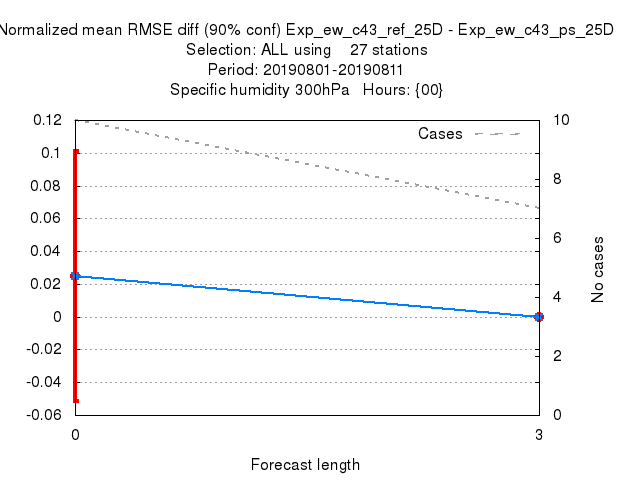 Normalized mean RMSE diff (90% conf) Exp_ew_c43_ref_25D - Exp_ew_c43_ps_25D
Selection: ALL using 27 stations
Period: 20190801-20190811
Specific humidity 300hPa Hours: {00}
Cases
0.12
0.1
0.08
0.06
0.04
0.02
0
-0.02
-0.04
-0.06
10
8
6
4
2
0
No cases
0
3
Forecast length